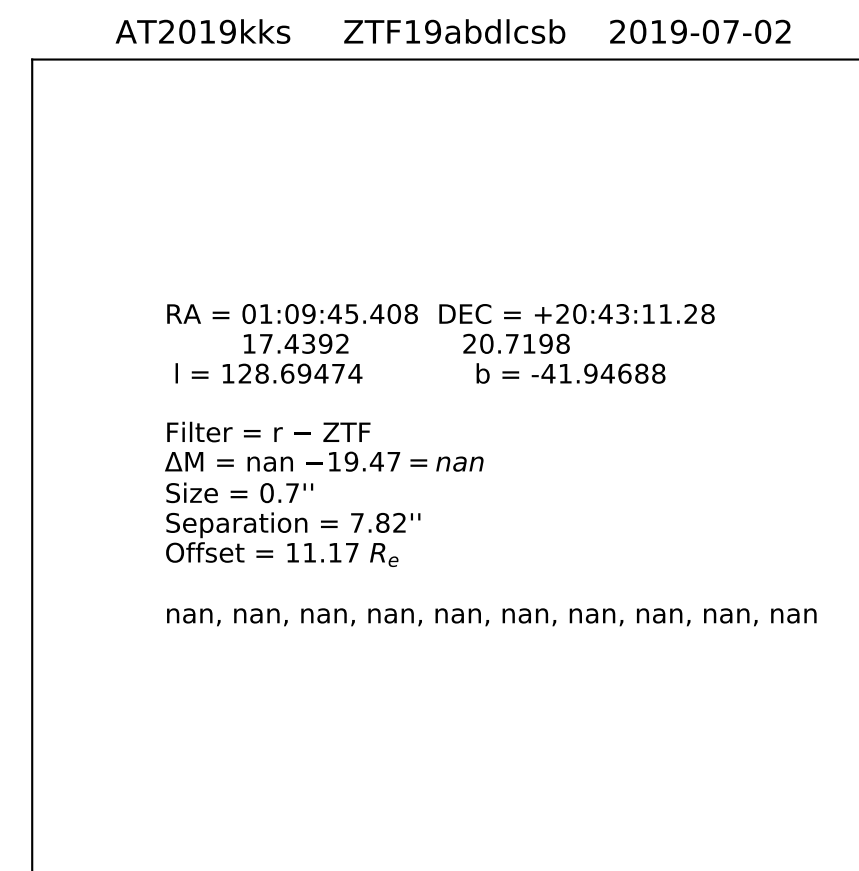 AT2019kks ZTF19abdlcsb 2019-07-02
RA = 01:09:45.408 DEC = +20:43:11.28
17.4392 20.7198
l = 128.69474 b = -41.94688
Filter = r − ZTF
ΔM = nan −19.47 = nan
Size = 0.7''
Separation = 7.82''
Offset = 11.17 Re
nan, nan, nan, nan, nan, nan, nan, nan, nan, nan